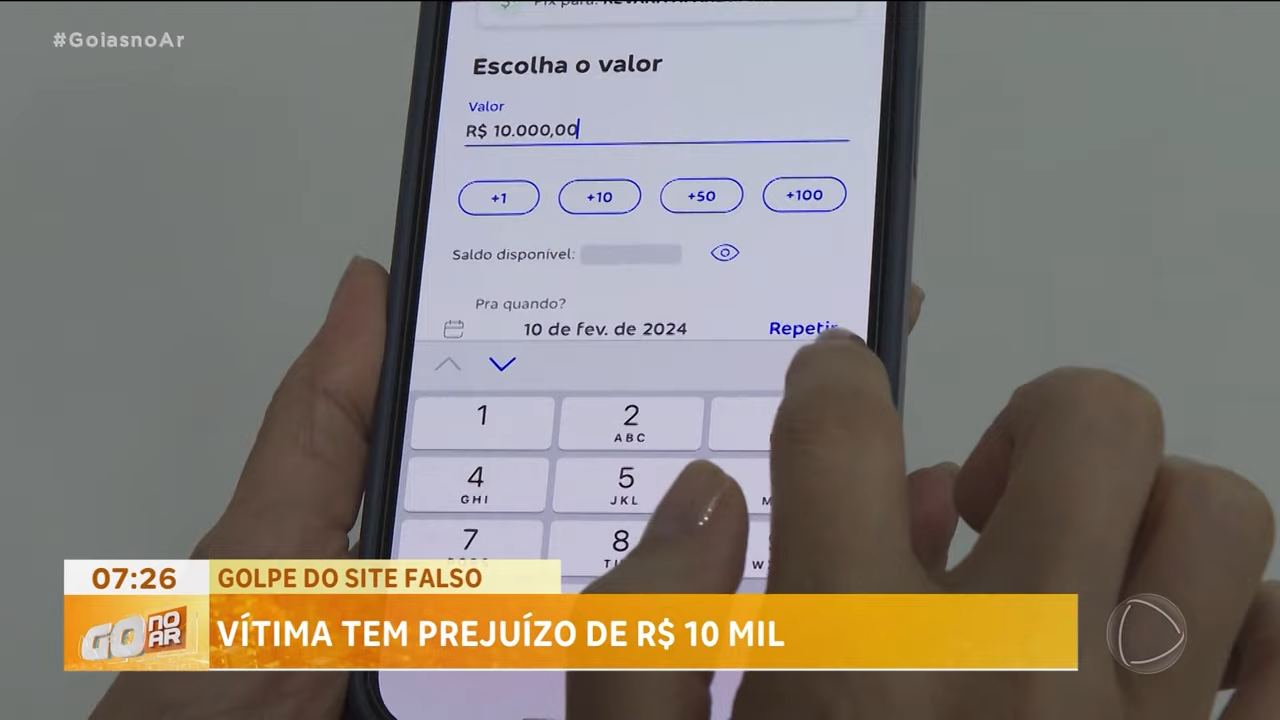 #GoiasnoAr
Pix para:
Escolha o valor
Valor
R$ 10.000,00
+1
+10
+50
+100
Saldo disponível:
Pra quando?
10 de fev. de 2024
Repetir
1
2
ABC
4
GHI
5
JKL
7
8
07:26
GOLPE DO SITE FALSO
GO NO AR
VÍTIMA TEM PREJUÍZO DE R$ 10 MIL